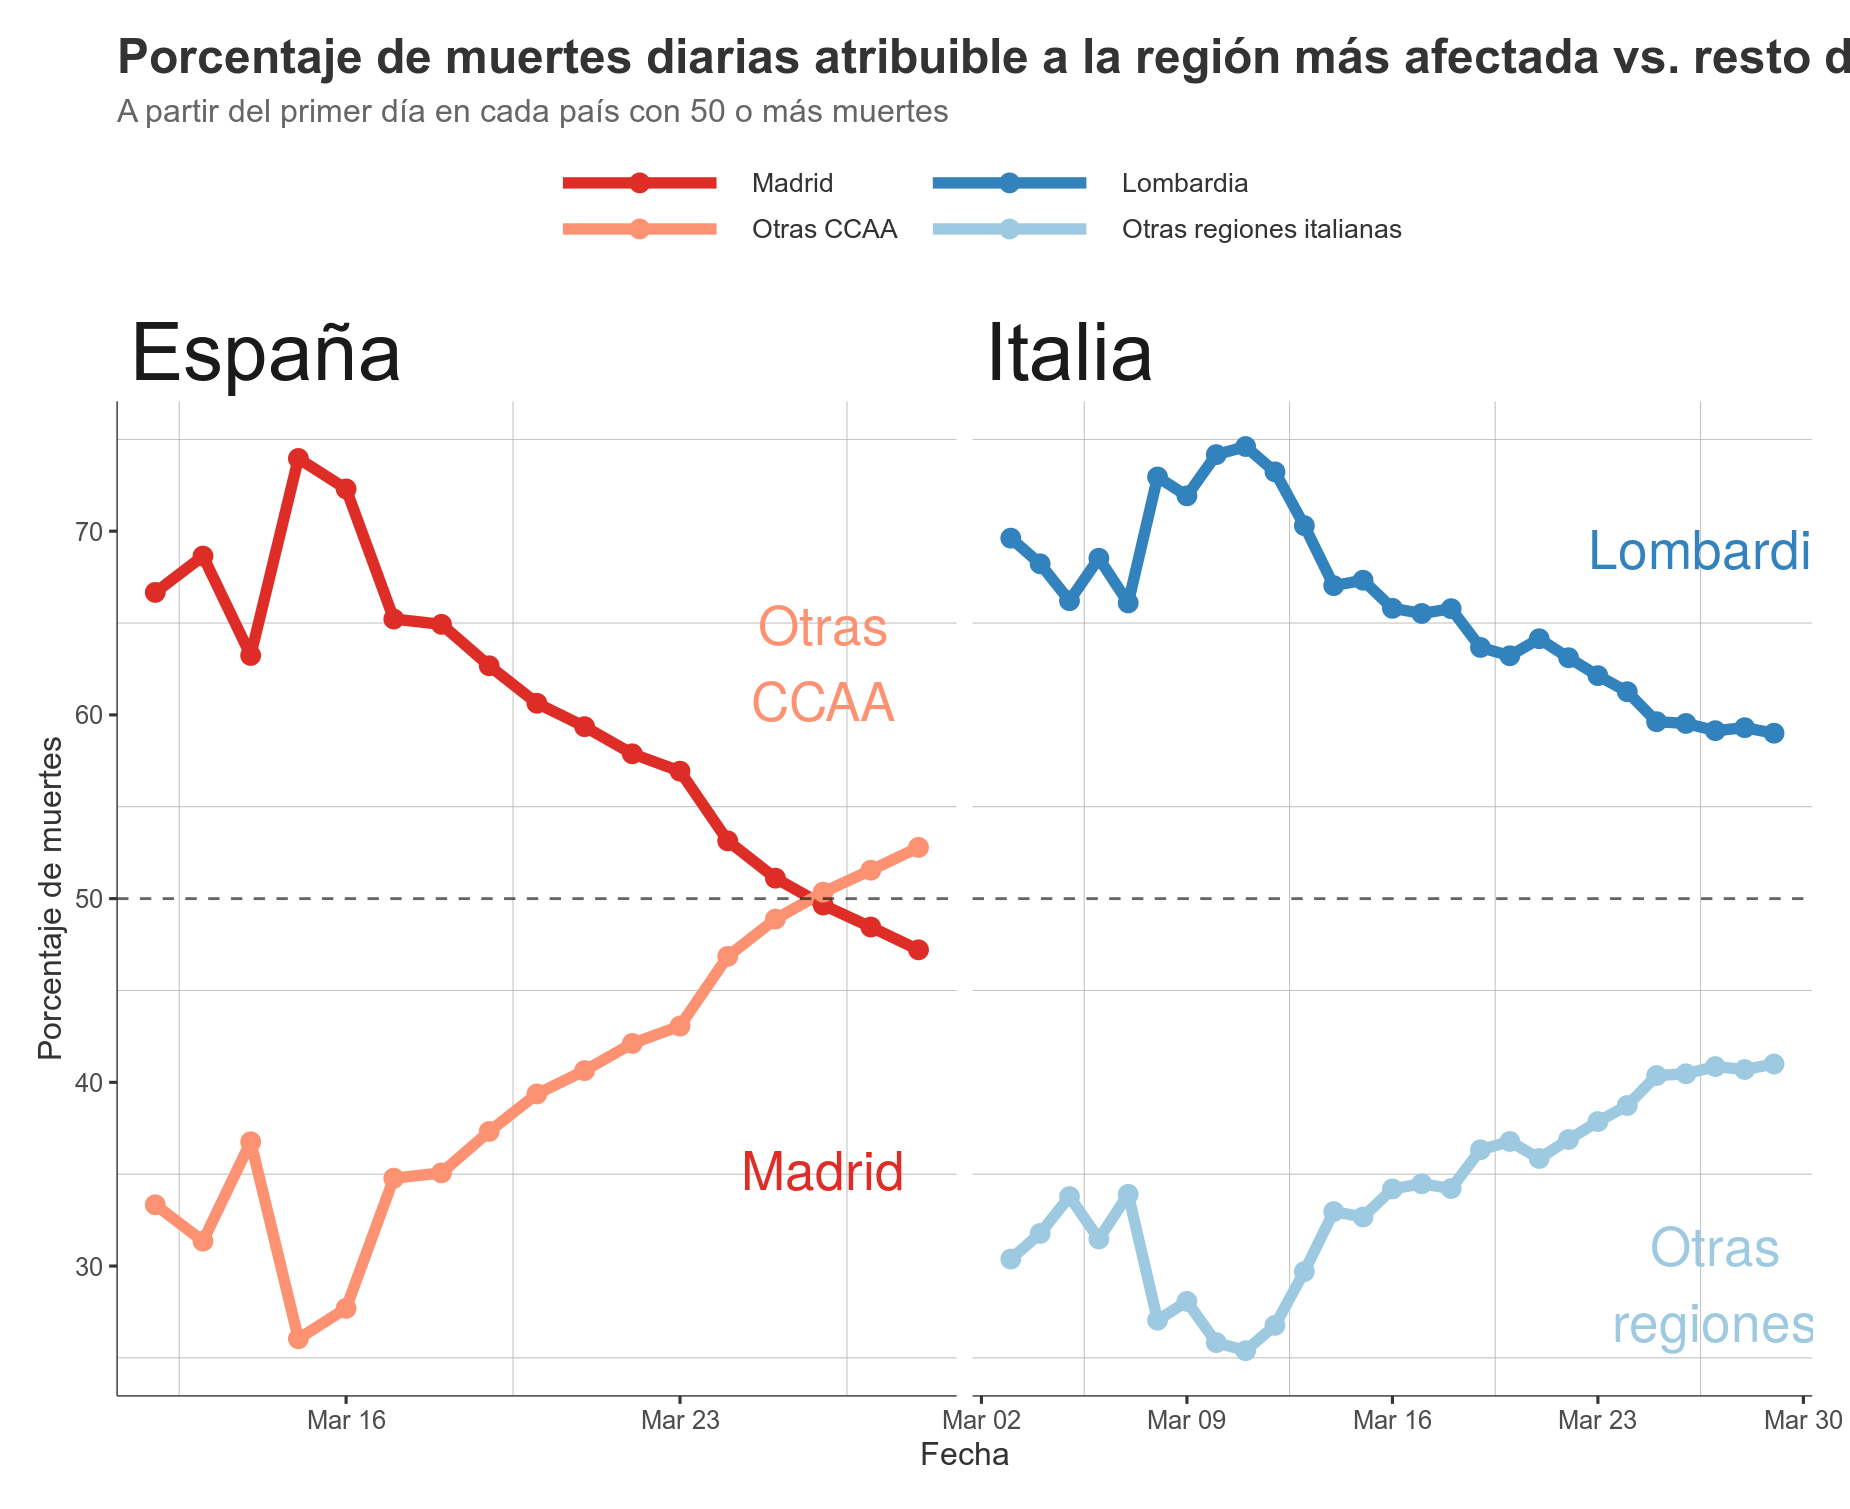 Porcentaje de muertes diarias atribuible a la región más afectada vs. resto d
A partir del primer día en cada país con 50 o más muertes
Madrid
Lombardia
Otras CCAA
Otras regiones italianas
España
Italia
Porcentaje de muertes
70
60
50
40
30
Otras
CCAA
Madrid
Lombardi
Otras
regiones
Mar 16
Mar 23
Mar 02
Mar 09
Mar 16
Mar 23
Mar 30
Fecha